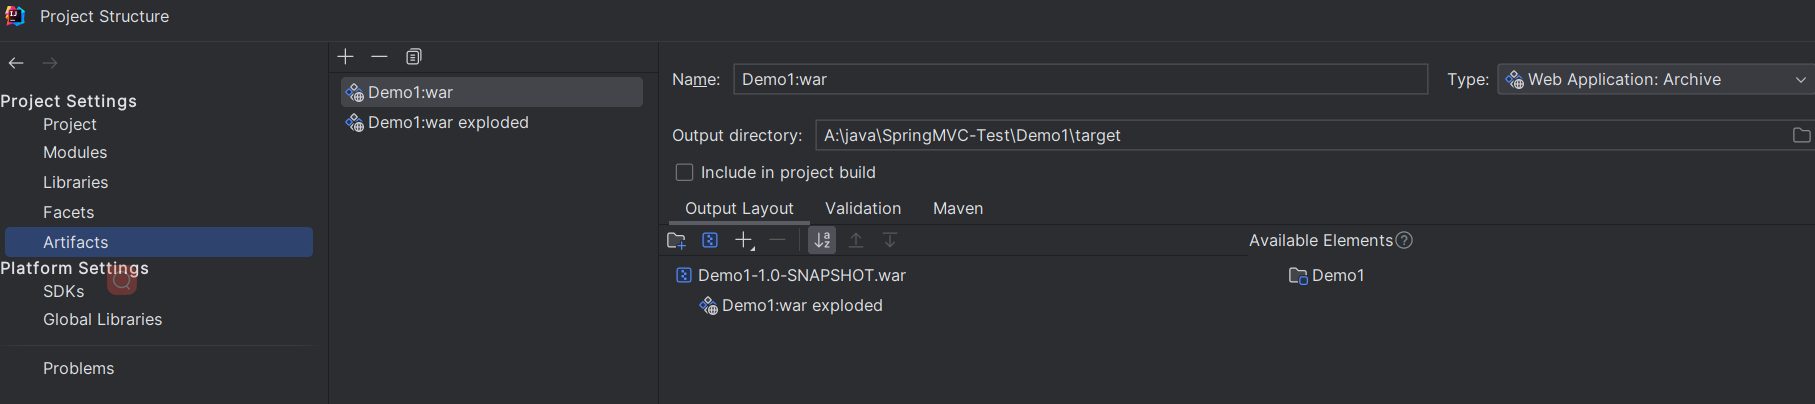 Project Structure
Project Settings
Project
Modules
Libraries
Facets
Artifacts
Platform Settings
SDKs
Global Libraries
Problems
Demo1:war
Demo1:war exploded
Name: Demo1:war Type: Web Application: Archive
Output directory: A:\java\SpringMVC-Test\Demo1\target
Include in project build
Output Layout Validation Maven
Available Elements
Demo1-1.0-SNAPSHOT.war
Demo1:war exploded
Demo1